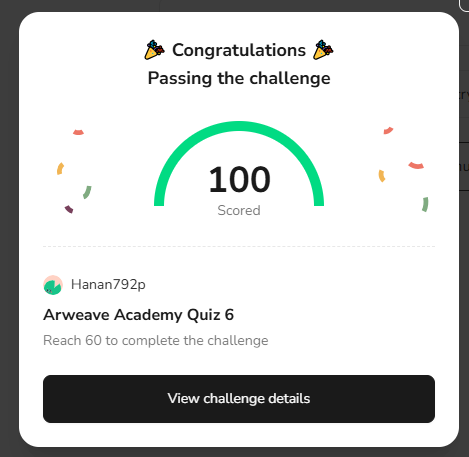 🎉 Congratulations 🎉
Passing the challenge
100
Scored
Hanan792p
Arweave Academy Quiz 6
Reach 60 to complete the challenge
View challenge details